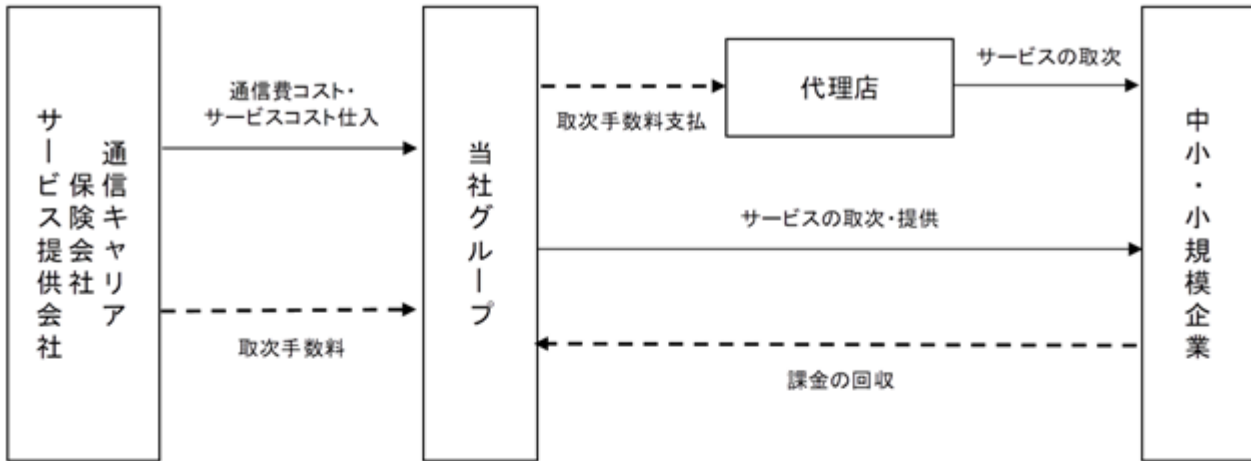 通信キャリア
保険会社
サービス提供会社
通信費コスト・
サービスコスト仕入
取次手数料
当社グループ
取次手数料支払
代理店
サービスの取次
サービスの取次・提供
課金の回収
中小・小規模企業